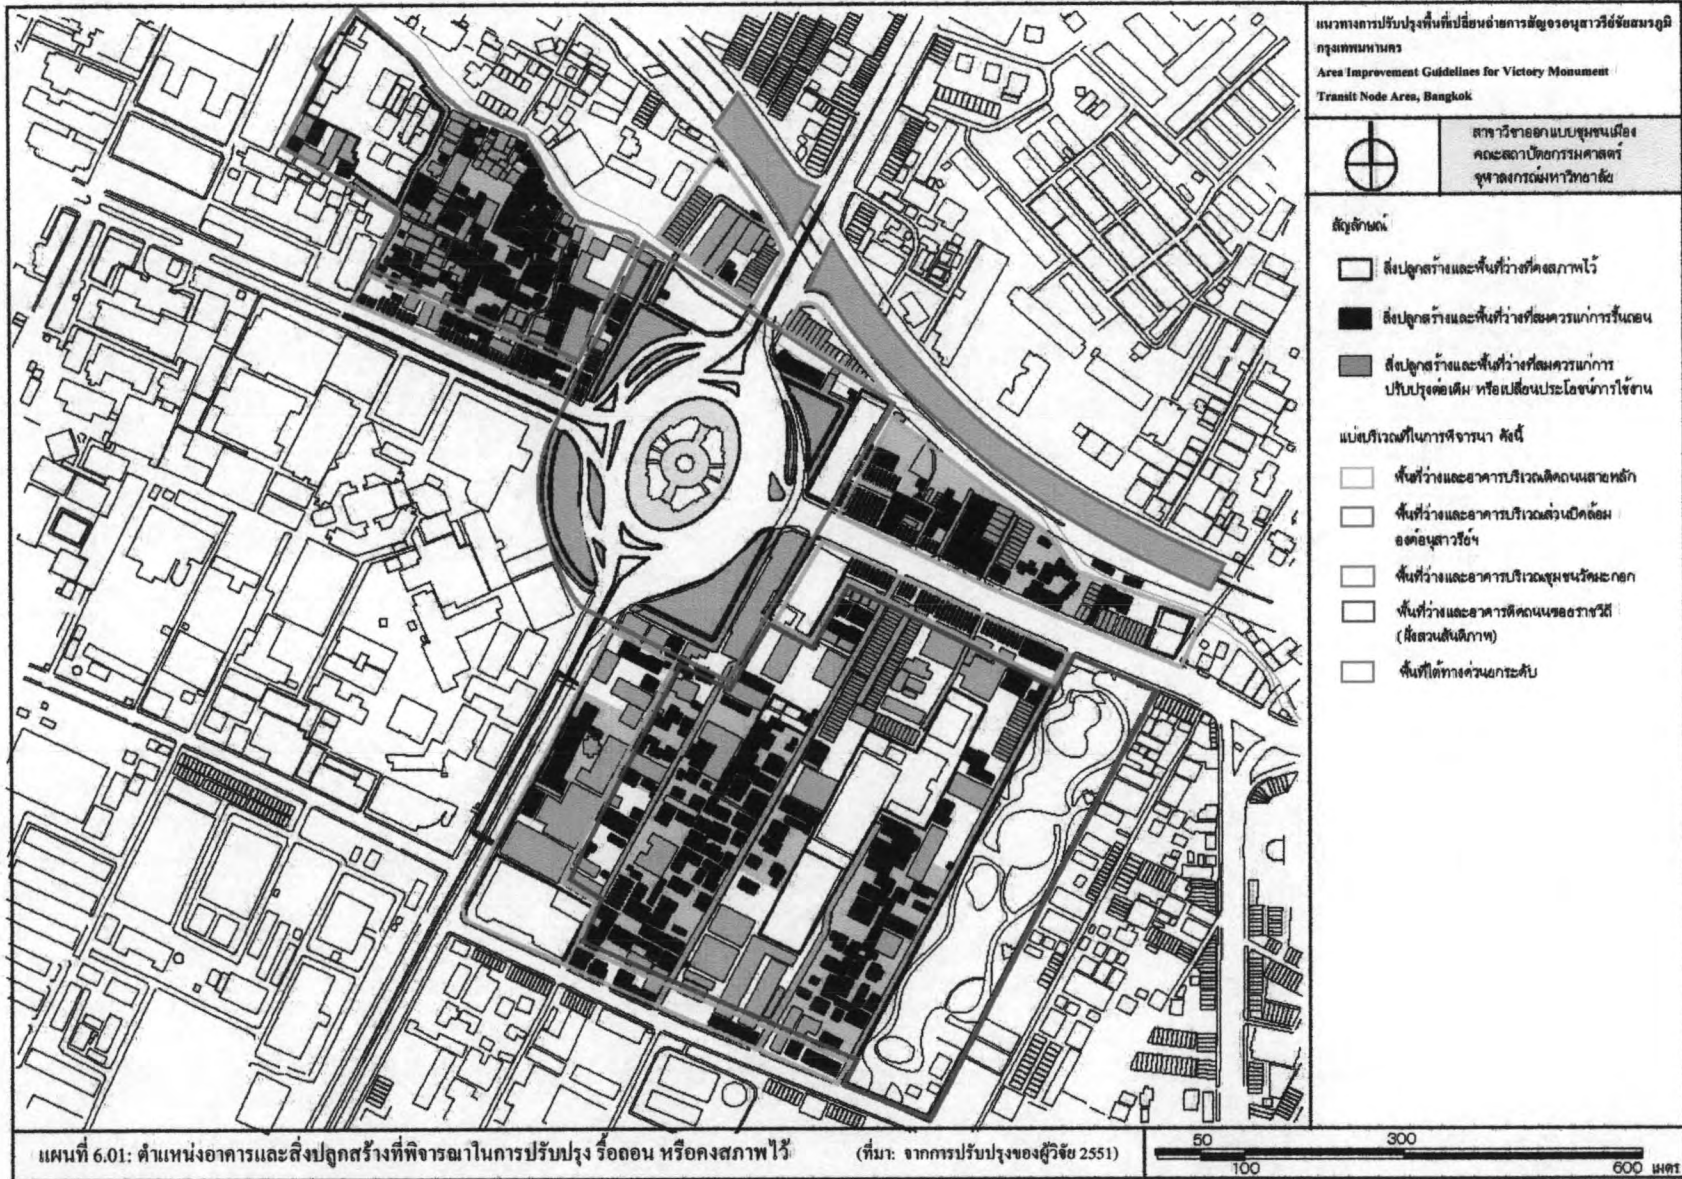 แนวทางการปรับปรุงพื้นที่เปลี่ยนถ่ายการสัญจรอนุสาวรีย์ชัยสมรภูมิ
กรุงเทพมหานคร
Area Improvement Guidelines for Victory Monument
Transit Node Area, Bangkok
สาขาวิชาออกแบบชุมชนเมือง
คณะสถาปัตยกรรมศาสตร์
จุฬาลงกรณ์มหาวิทยาลัย
สัญลักษณ์
สิ่งปลูกสร้างและพื้นที่ว่างที่คงสภาพไว้
สิ่งปลูกสร้างและพื้นที่ว่างที่สมควรแก่การรื้อถอน
สิ่งปลูกสร้างและพื้นที่ว่างที่สมควรแก่การ
ปรับปรุงต่อเติม หรือเปลี่ยนประโยชน์การใช้งาน
แบ่งบริเวณที่ในการพิจารนา ดังนี้
พื้นที่ว่างและอาคารบริเวณติดถนนสายหลัก
พื้นที่ว่างและอาคารบริเวณส่วนปิดล้อม
องค์อนุสาวรีย์ฯ
พื้นที่ว่างและอาคารบริเวณชุมชนวัดมะกอก
พื้นที่ว่างและอาคารติดถนนซอยราชวิถี
(ฝั่งสวนสันติภาพ)
พื้นที่ใต้ทางด่วนยกระดับ
แผนที่ 6.01: ตำแหน่งอาคารและสิ่งปลูกสร้างที่พิจารณาในการปรับปรุง รื้อถอน หรือคงสภาพไว้ (ที่มา: จากการปรับปรุงของผู้วิจัย 2551)
50 300
100 600 เมตร